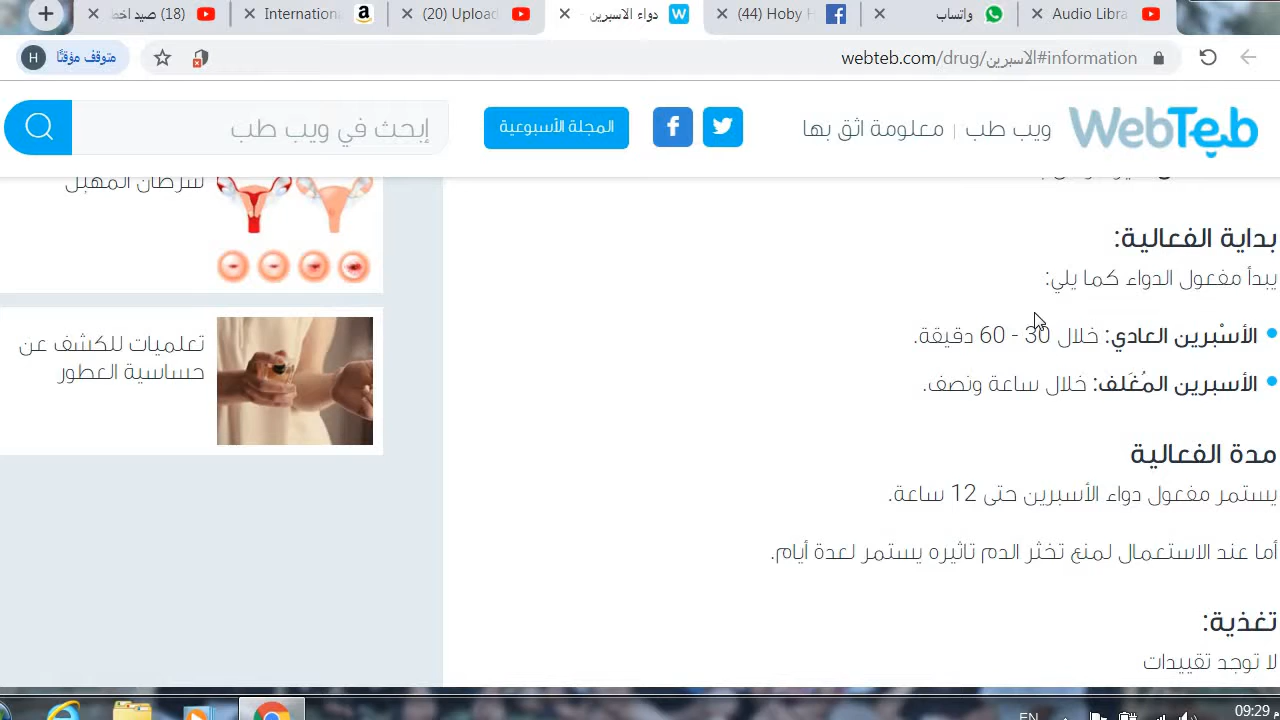 (18) صيد اخط
Internationa
(20) Upload
دواء الاسبرين
(44) Hoby H
واتساب
Audio Libra
webteb.com/drug/الاسبرين#information
متوقف مؤقتًا
H
WebTeb
ويب طب | معلومة اثق بها
المجلة الأسبوعية
إبحث في ويب طب
بداية الفعالية:
يبدأ مفعول الدواء كما يلي:
الأسْبرين العادي: خلال 30 - 60 دقيقة.
الأسبرين المُغَلف: خلال ساعة ونصف.
مدة الفعالية
يستمر مفعول دواء الأسبرين حتى 12 ساعة.
أما عند الاستعمال لمنع تخثر الدم تاثيره يستمر لعدة أيام.
تغذية:
لا توجد تقييدات
سرطان المهبل
تعلميات للكشف عن
حساسية العطور
EN
09:29